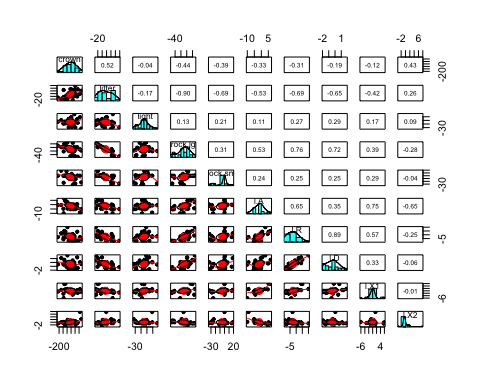 -20 -40 -10 5 -2 1 -2 6
crown 0.52 -0.04 -0.44 -0.39 -0.33 -0.31 -0.19 -0.12 0.43 -200
-20 -0.17 -0.90 -0.69 -0.53 -0.69 -0.65 -0.42 0.26
light 0.13 0.21 0.11 0.27 0.29 0.17 0.09 -30
-40 0.31 0.53 0.76 0.72 0.39 -0.28
0.24 0.25 0.29 0.29 -0.04 -30
-10 0.65 0.35 0.75 -0.65
0.89 0.57 -0.25 -5
-2 0.33 -0.06
-0.01 -6
-2 LX2
-200 -30 -30 20 -5 -6 4